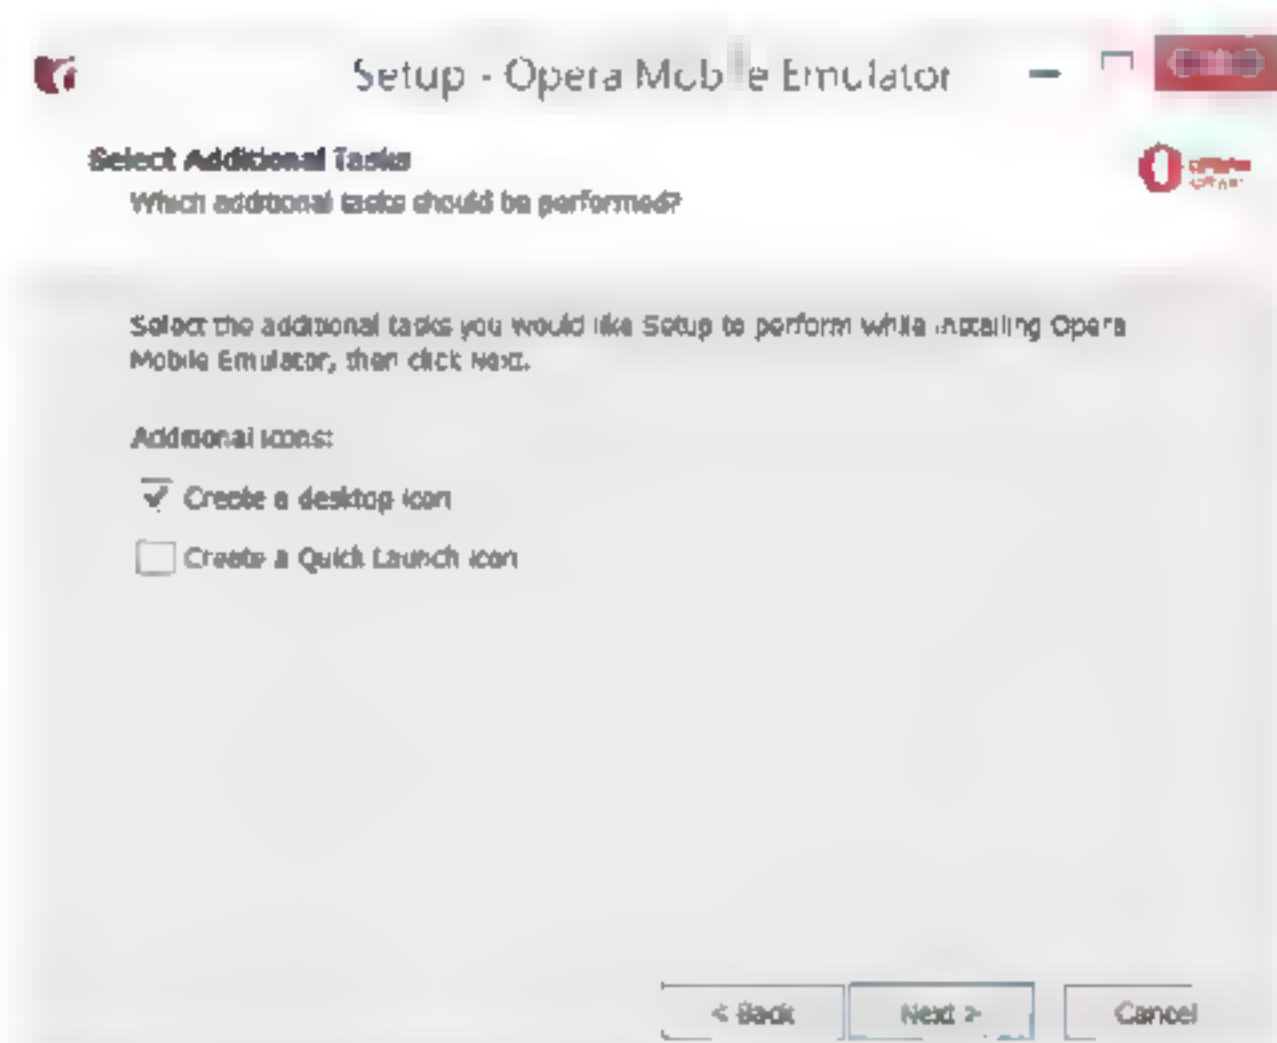 Setup - Opera Mobile Emulator
Select Additional Tasks
Which additional tasks should be performed?
Select the additional tasks you would like Setup to perform while installing Opera
Mobile Emulator, then click Next.
Additional icons:
Create a desktop icon
Create a Quick Launch icon
< Back
Next >
Cancel